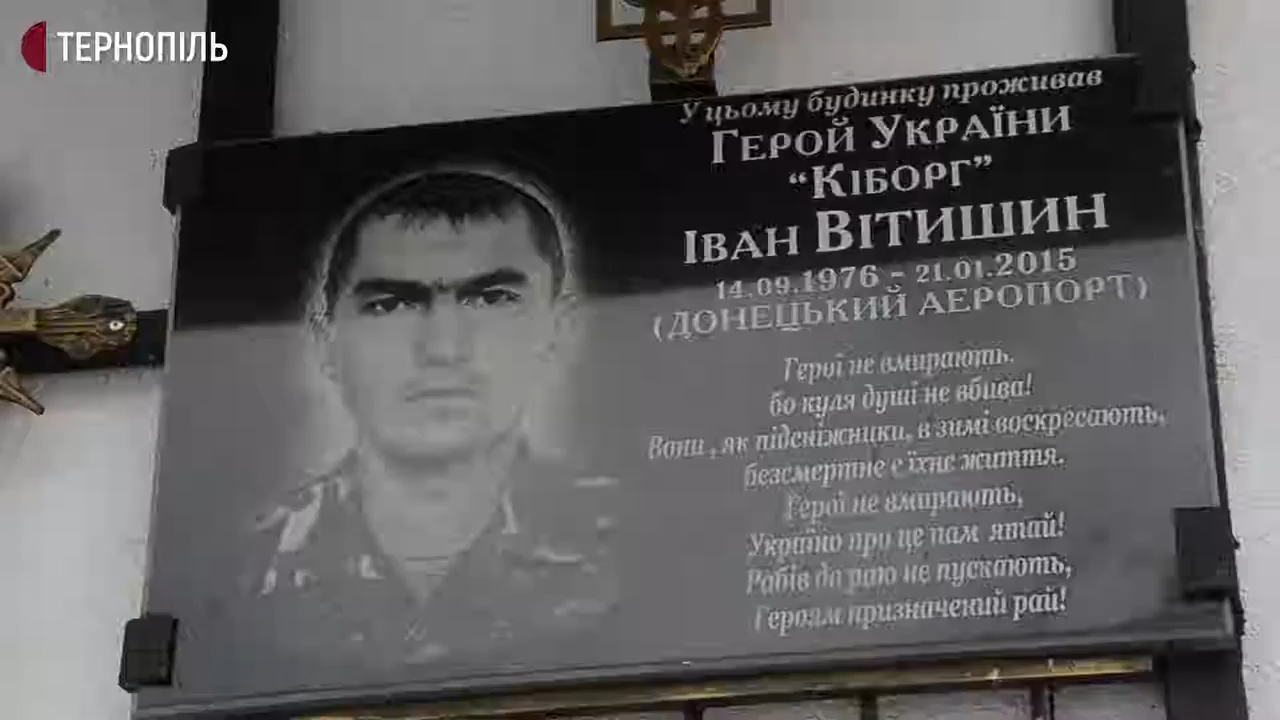 ТЕРНОПІЛЬ
У цьому будинку проживав
ГЕРОЙ УКРАЇНИ
“КІБОРГ”
ІВАН ВІТИШИН
14.09.1976 - 21.01.2015
(ДОНЕЦЬКИЙ АЕРОПОРТ)
Герої не вмирають.
бо куля душі не вбива!
Вони , як підсніжники, в зимі воскресають,
безсмертне є їхнє життя.
Герої не вмирають,
Україно про це пам ятай!
Рабів до раю не пускають,
Героям призначений рай!